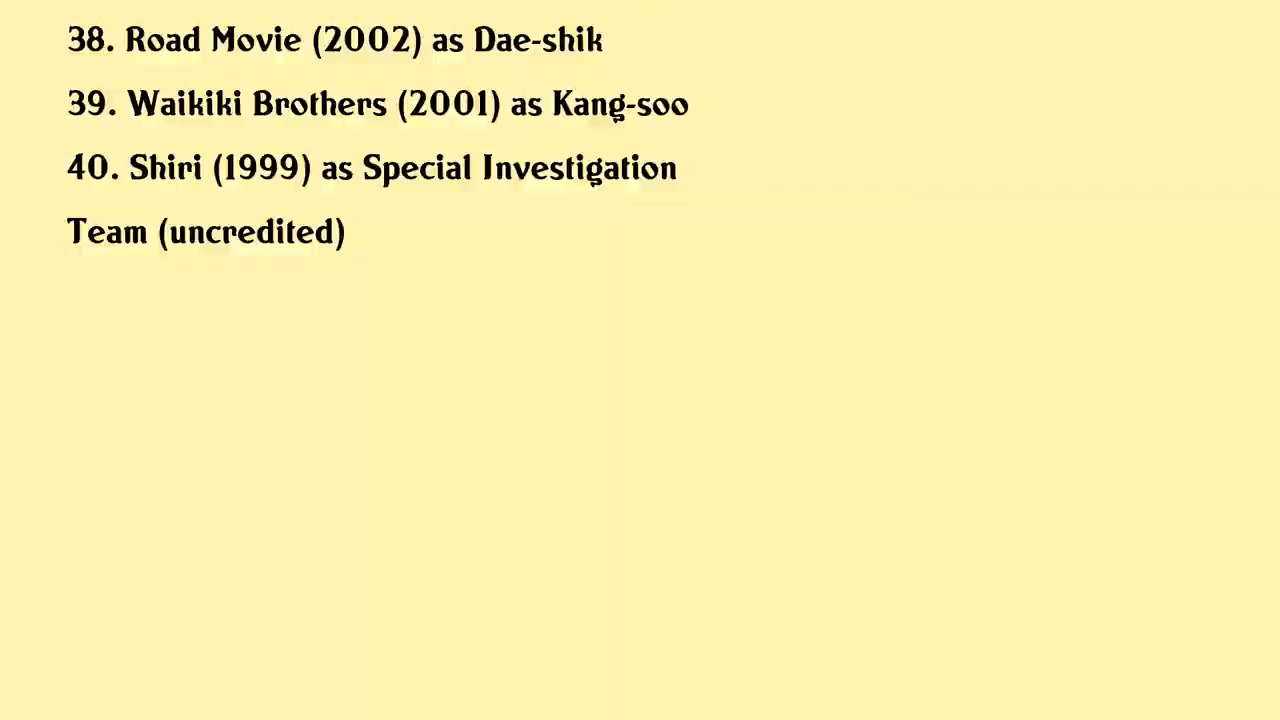 38. Road Movie (2002) as Dae-shik
39. Waikiki Brothers (2001) as Kang-soo
40. Shiri (1999) as Special Investigation
Team (uncredited)